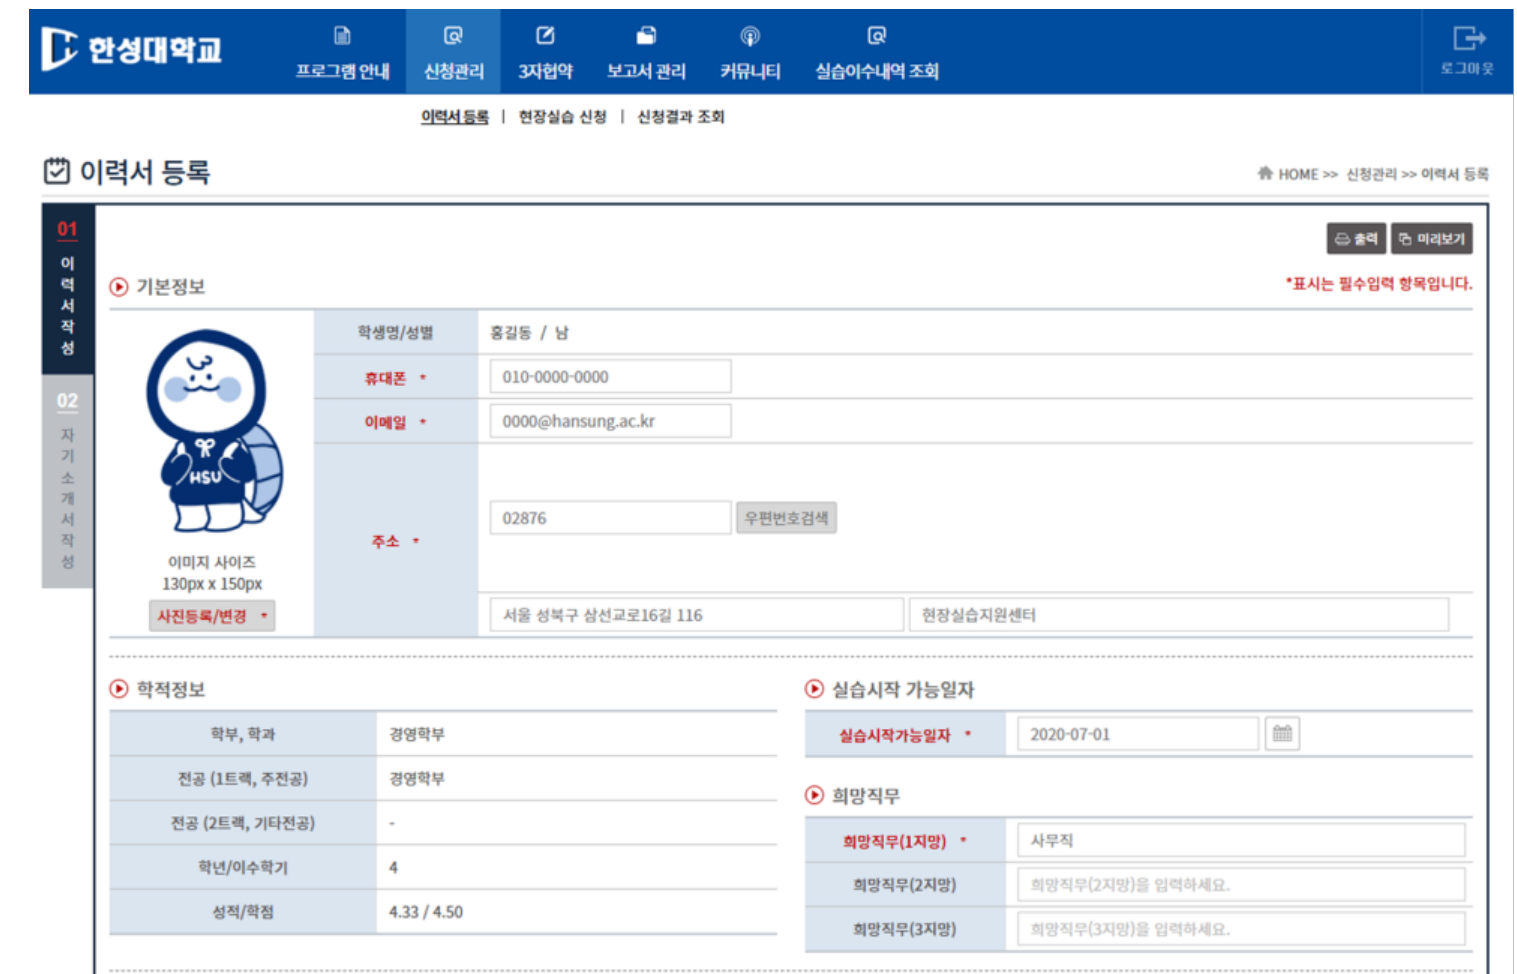 한성대학교
프로그램 안내
신청관리
3자협약
보고서 관리
커뮤니티
실습이수내역 조회
로그아웃
이력서 등록 | 현장실습 신청 | 신청결과 조회
이력서 등록
HOME >> 신청관리 >> 이력서 등록
01
이력서작성
02
자기소개서작성
출력
미리보기
기본정보
*표시는 필수입력 항목입니다.
HSU
이미지 사이즈
130px x 150px
사진등록/변경 *
학생명/성별 홍길동 / 남
휴대폰 * 010-0000-0000
이메일 * 0000@hansung.ac.kr
주소 * 02876 우편번호검색
서울 성북구 삼선교로16길 116 현장실습지원센터
학적정보
학부, 학과 경영학부
전공 (1트랙, 주전공) 경영학부
전공 (2트랙, 기타전공) -
학년/이수학기 4
성적/학점 4.33 / 4.50
실습시작 가능일자
실습시작가능일자 * 2020-07-01
희망직무
희망직무(1지망) * 사무직
희망직무(2지망) 희망직무(2지망)을 입력하세요.
희망직무(3지망) 희망직무(3지망)을 입력하세요.